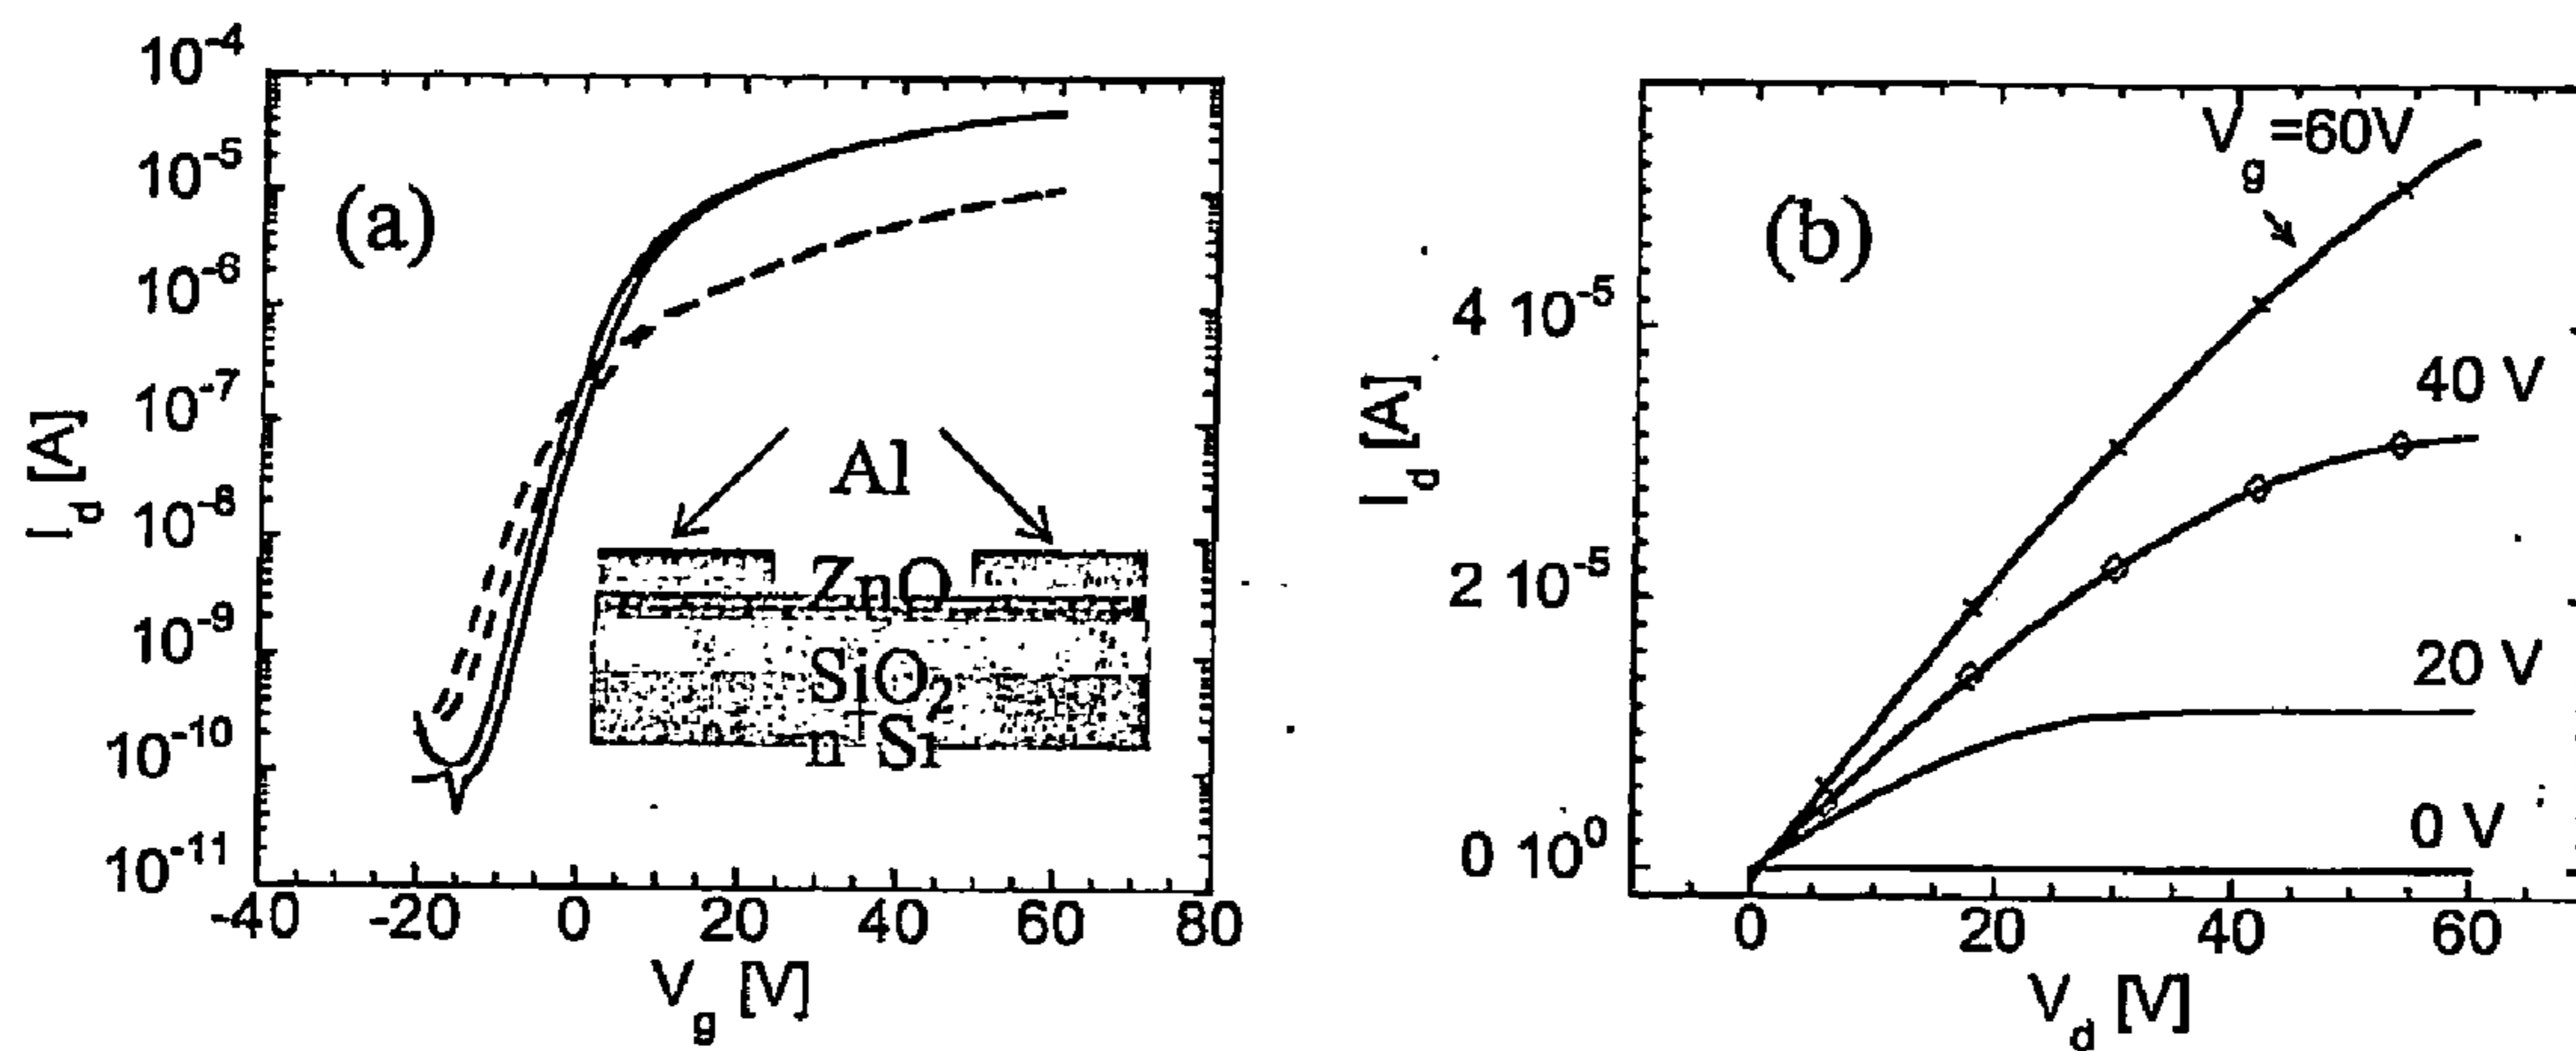 10⁻⁴
10⁻⁵
10⁻⁶
10⁻⁷
10⁻⁸
10⁻⁹
10⁻¹⁰
10⁻¹¹
I_d [A]
(a)
Al
ZnO
SiO₂
n⁺Si
-40 -20 0 20 40 60 80
V_g [V]
(b)
V_g=60V
40 V
20 V
0 V
4 10⁻⁵
2 10⁻⁵
0 10⁰
I_d [A]
0 20 40 60
V_d [V]